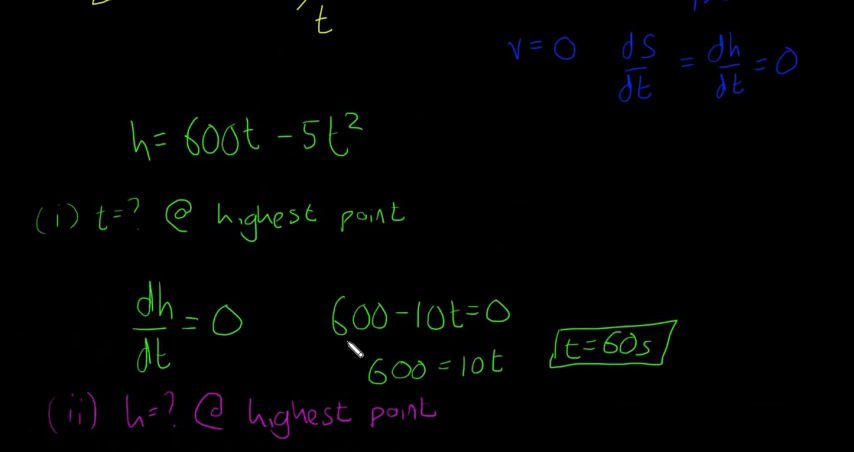 t
v = 0 dS/dt = dh/dt = 0
h = 600t - 5t²
(i) t=? @ highest point
dh/dt = 0 600 - 10t = 0
600 = 10t t = 60s
(ii) h=? @ highest point